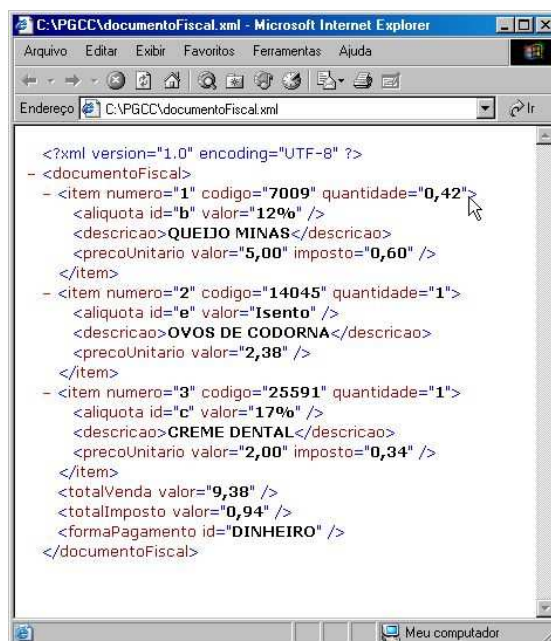 C:\PGCC\documentoFiscal.xml - Microsoft Internet Explorer
Arquivo Editar Exibir Favoritos Ferramentas Ajuda
Endereço C:\PGCC\documentoFiscal.xml Ir
<?xml version="1.0" encoding="UTF-8" ?>
- <documentoFiscal>
- <item numero="1" codigo="7009" quantidade="0,42">
<aliquota id="b" valor="12%" />
<descricao>QUEIJO MINAS</descricao>
<precoUnitario valor="5,00" imposto="0,60" />
</item>
- <item numero="2" codigo="14045" quantidade="1">
<aliquota id="e" valor="Isento" />
<descricao>OVOS DE CODORNA</descricao>
<precoUnitario valor="2,38" />
</item>
- <item numero="3" codigo="25591" quantidade="1">
<aliquota id="c" valor="17%" />
<descricao>CREME DENTAL</descricao>
<precoUnitario valor="2,00" imposto="0,34" />
</item>
<totalVenda valor="9,38" />
<totalImposto valor="0,94" />
<formaPagamento id="DINHEIRO" />
</documentoFiscal>
Meu computador